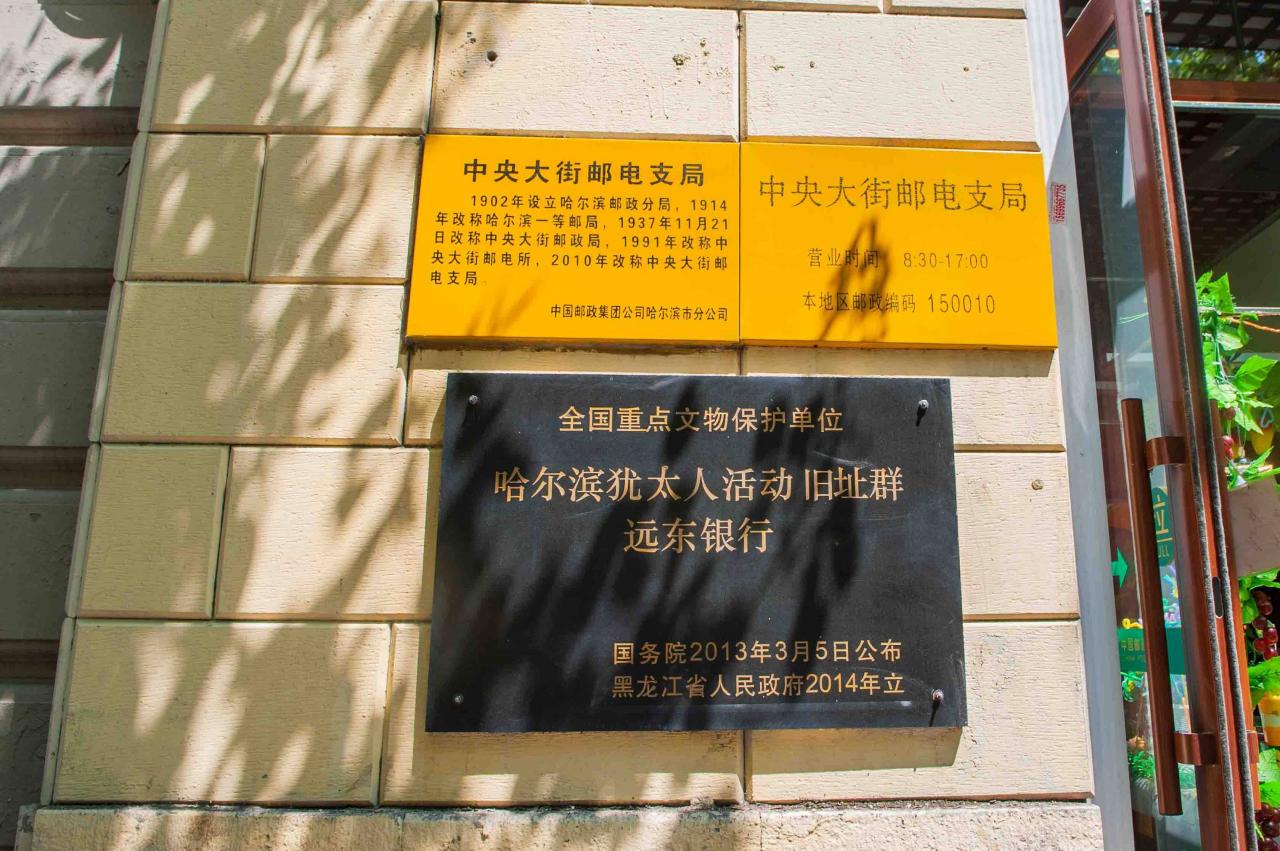 中央大街邮电支局
1902年设立哈尔滨邮政分局，1914
年改称哈尔滨一等邮局，1937年11月21
日改称中央大街邮政局，1991年改称中
央大街邮电所，2010年改称中央大街邮
电支局。
中国邮政集团公司哈尔滨市分公司
中央大街邮电支局
营业时间 8:30-17:00
本地区邮政编码 150010
全国重点文物保护单位
哈尔滨犹太人活动旧址群
远东银行
国务院2013年3月5日公布
黑龙江省人民政府2014年立